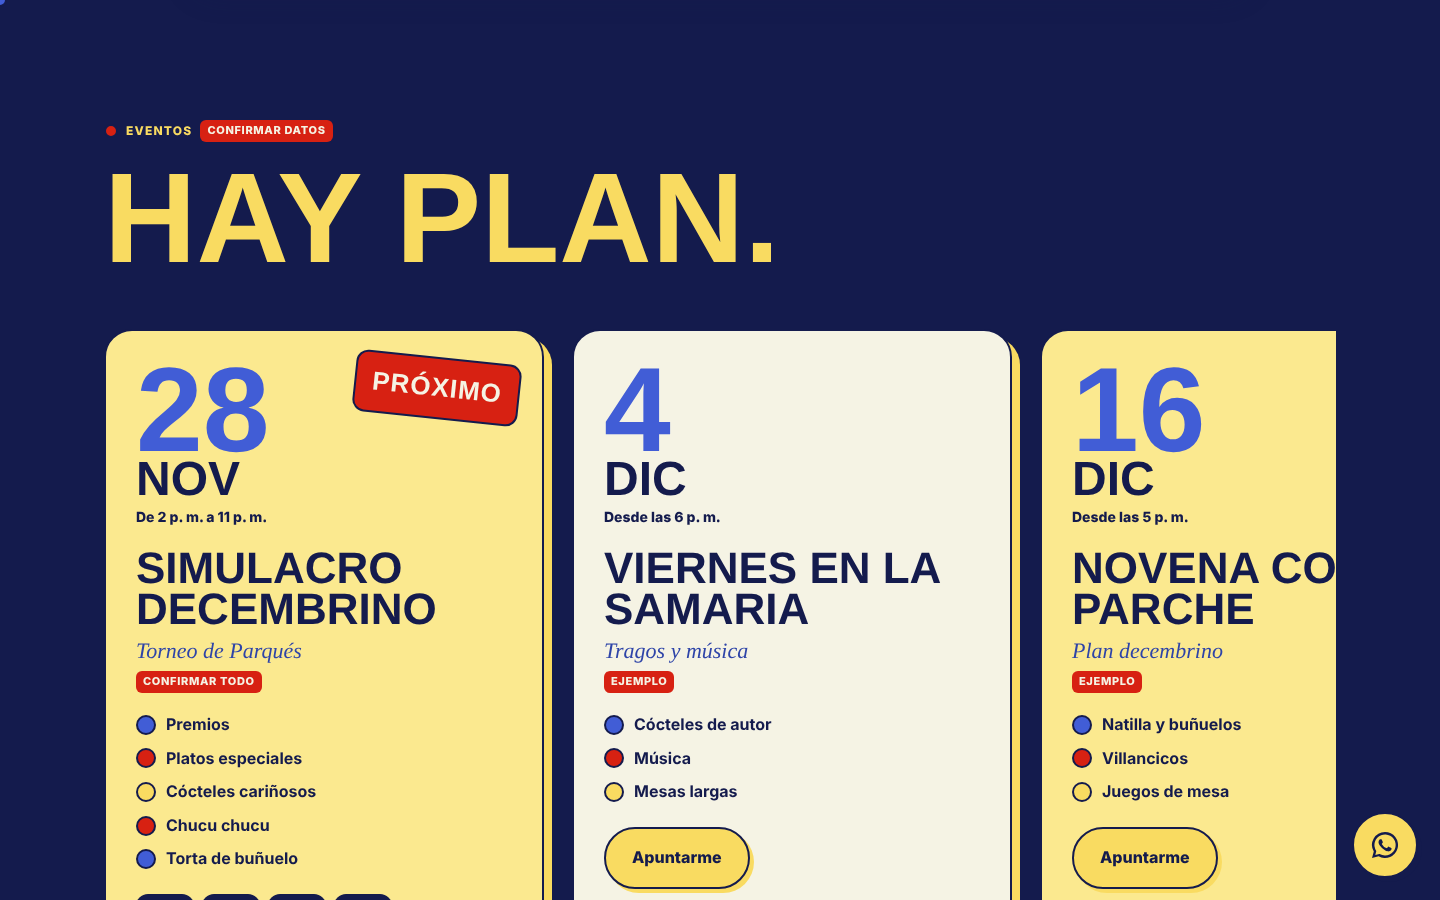 EVENTOS CONFIRMAR DATOS
HAY PLAN.
28
PRÓXIMO
NOV
De 2 p. m. a 11 p. m.
SIMULACRO
DECEMBRINO
Torneo de Parqués
CONFIRMAR TODO
Premios
Platos especiales
Cócteles cariñosos
Chucu chucu
Torta de buñuelo
4
DIC
Desde las 6 p. m.
VIERNES EN LA
SAMARIA
Tragos y música
EJEMPLO
Cócteles de autor
Música
Mesas largas
Apuntarme
16
DIC
Desde las 5 p. m.
NOVENA CO
PARCHE
Plan decembrino
EJEMPLO
Natilla y buñuelos
Villancicos
Juegos de mesa
Apuntarme